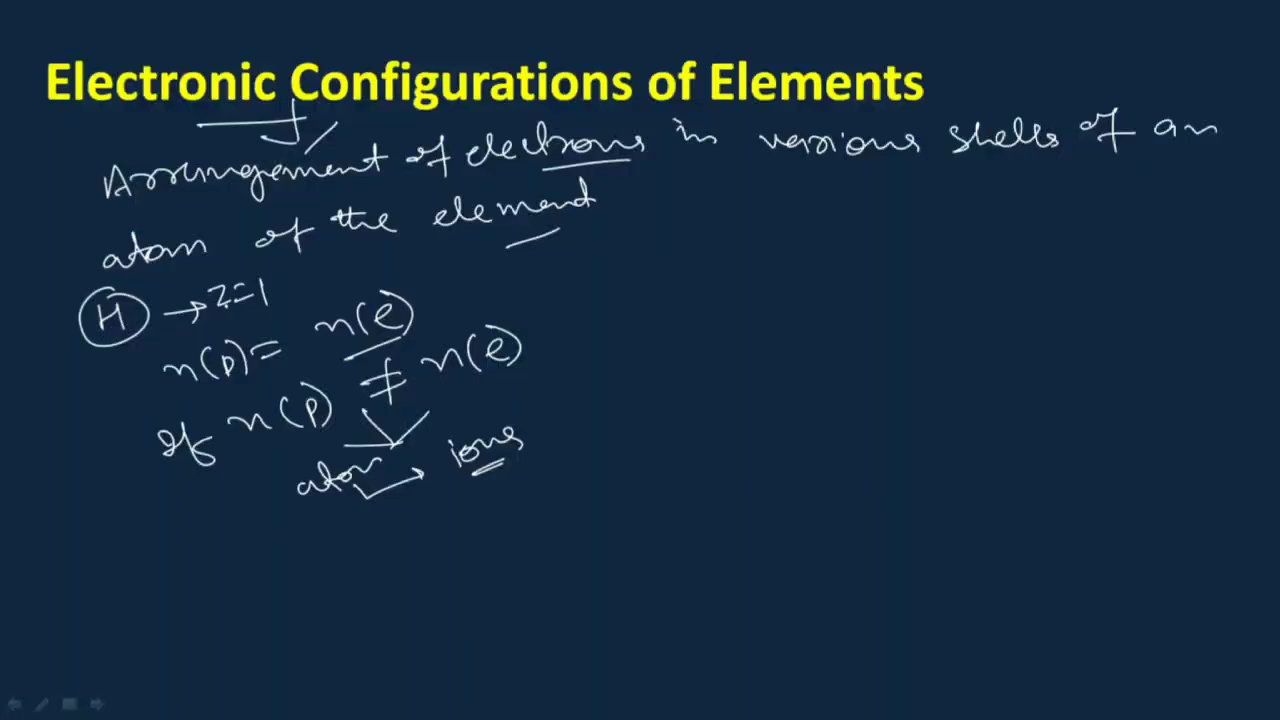 Electronic Configurations of Elements
Arrangement of electrons in various shells of an
atom of the element
H → Z=1
n(p) = n(e)
If n(p) ≠ n(e)
atom → ions